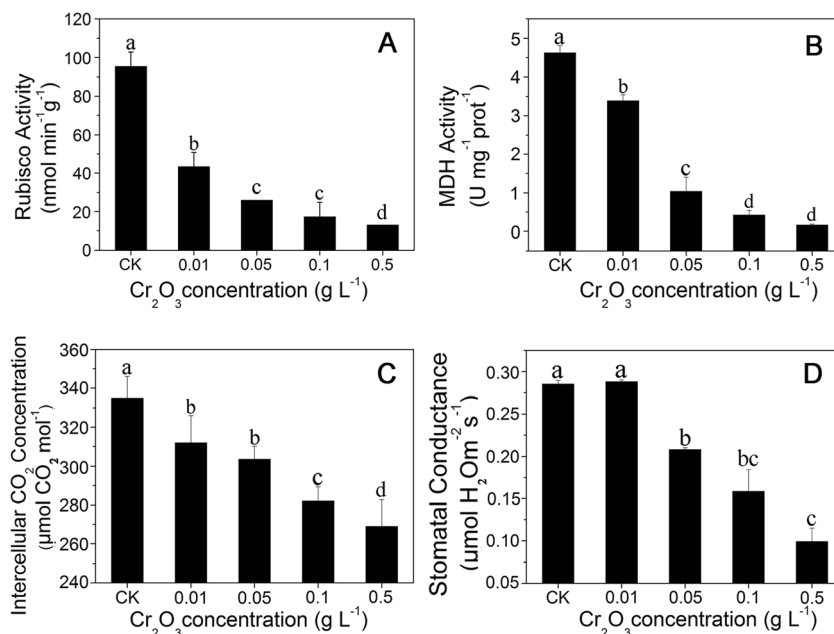 A
Rubisco Activity
(nmol min⁻¹g⁻¹)
120
100
80
60
40
20
0
a
b
c
c
d
CK 0.01 0.05 0.1 0.5
Cr₂O₃concentration (g L⁻¹)
B
MDH Activity
(U mg⁻¹ prot⁻¹)
5
4
3
2
1
0
a
b
c
d
d
CK 0.01 0.05 0.1 0.5
Cr₂O₃concentration (g L⁻¹)
C
Intercellular CO₂ Concentration
(μmol CO₂ mol⁻¹)
360
340
320
300
280
260
240
a
b
b
c
d
CK 0.01 0.05 0.1 0.5
Cr₂O₃concentration (g L⁻¹)
D
Stomatal Conductance
(μmol H₂Om⁻²s⁻¹)
0.30
0.25
0.20
0.15
0.10
0.05
a
a
b
bc
c
CK 0.01 0.05 0.1 0.5
Cr₂O₃concentration (g L⁻¹)